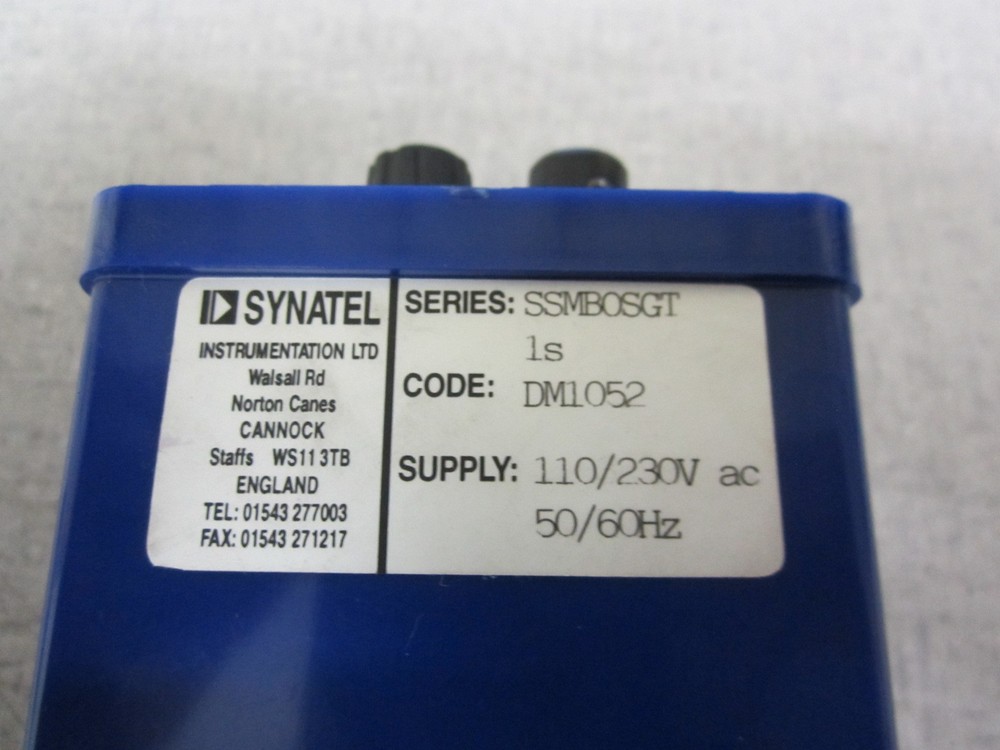 SYNATEL
INSTRUMENTATION LTD
Walsall Rd
Norton Canes
CANNOCK
Staffs WS11 3TB
ENGLAND
TEL: 01543 277003
FAX: 01543 271217
SERIES: SSMBOSGT
1s
CODE: DM1052
SUPPLY: 110/230V ac
50/60Hz